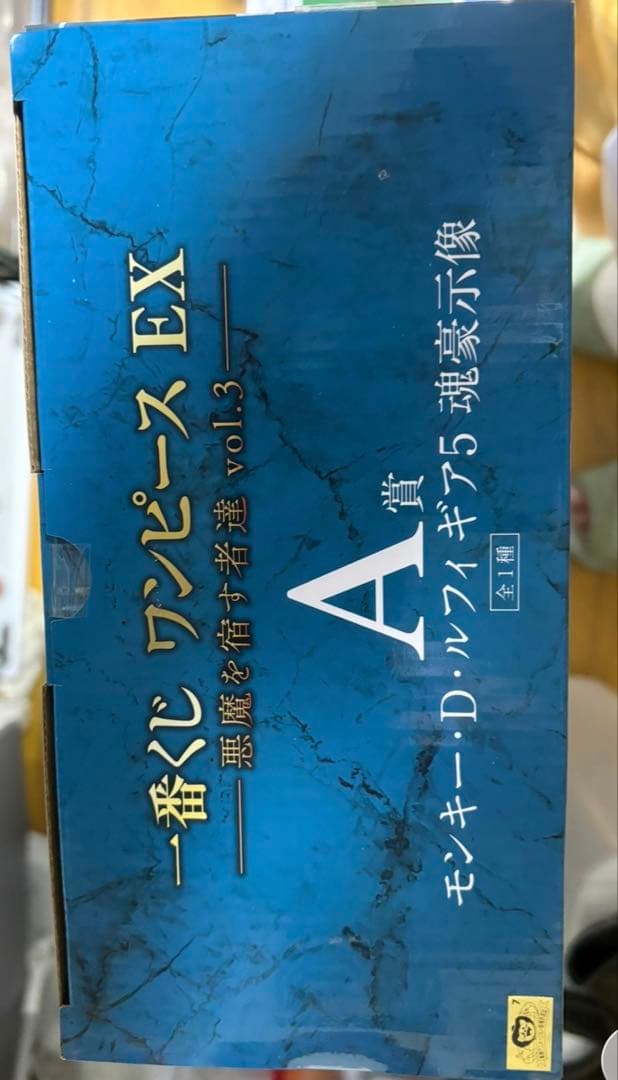 一番くじ ワンピース EX
悪魔を宿す者達 vol.3
A賞
モンキー・D・ルフィ ギア5 魂豪示像
全1種
7